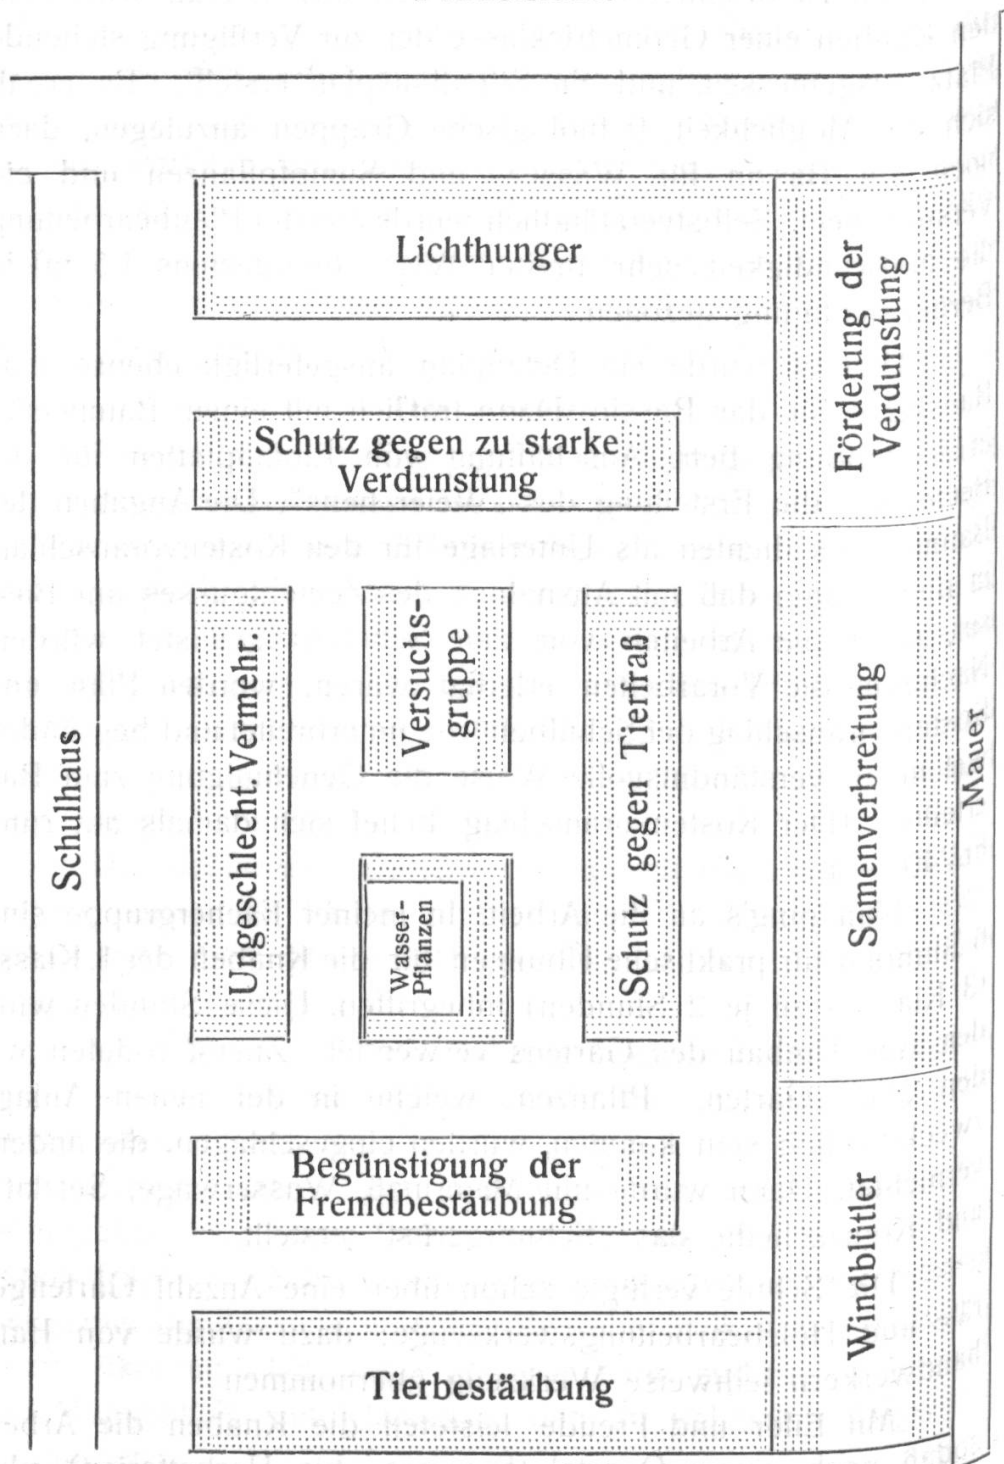 Lichthunger
Förderung der
Verdunstung
Schutz gegen zu starke
Verdunstung
Schulhaus
Ungeschlecht.Vermehr.
Versuchs-
gruppe
Wasser-
Pflanzen
Schutz gegen Tierfraß
Samenverbreitung
Mauer
Begünstigung der
Fremdbestäubung
Windblütler
Tierbestäubung